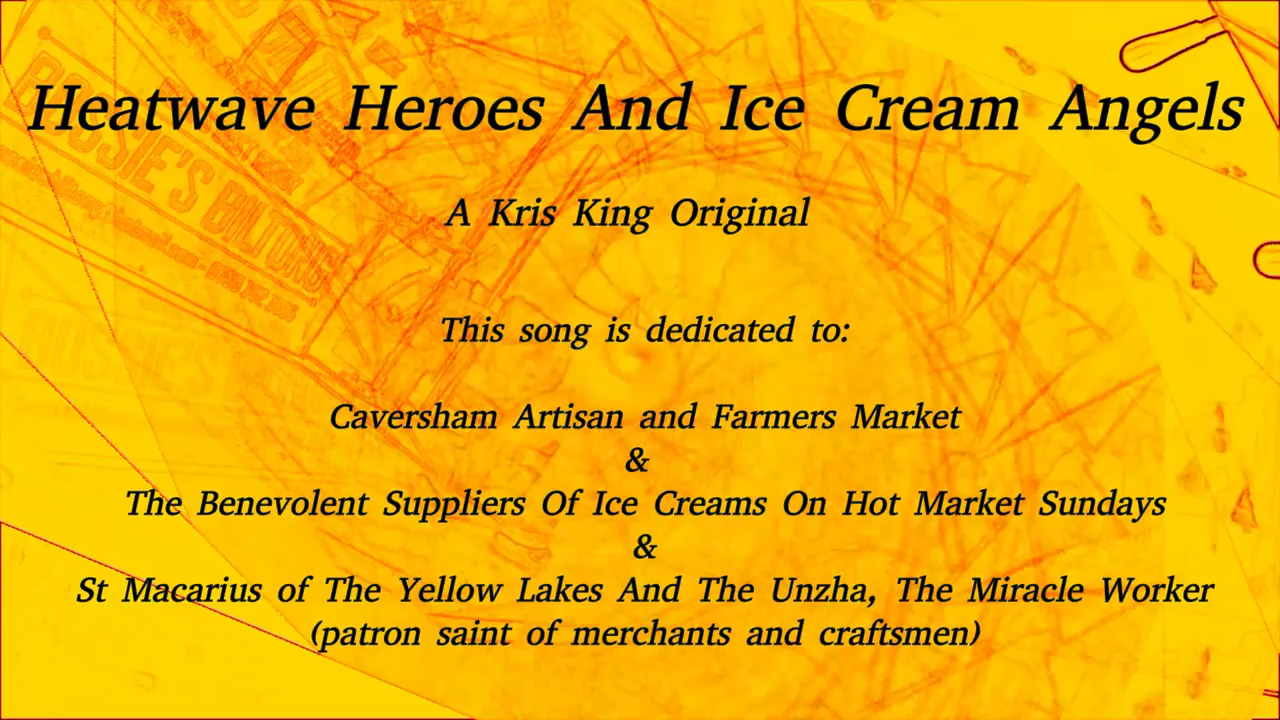 Heatwave Heroes And Ice Cream Angels
A Kris King Original
This song is dedicated to:
Caversham Artisan and Farmers Market
&
The Benevolent Suppliers Of Ice Creams On Hot Market Sundays
&
St Macarius of The Yellow Lakes And The Unzha, The Miracle Worker
(patron saint of merchants and craftsmen)
ROSIE'S BILTONG